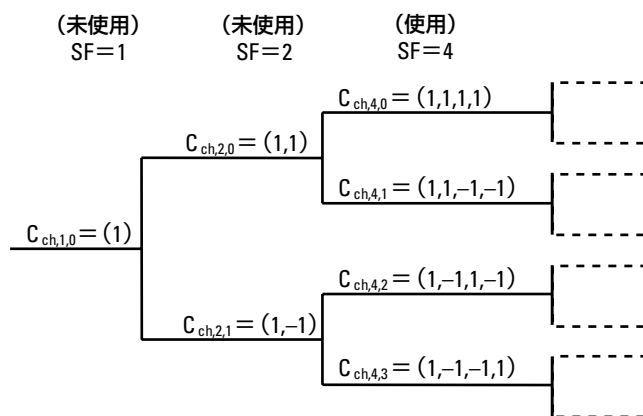 (未使用) (未使用) (使用)
SF=1 SF=2 SF=4
C ch,4,0 = (1,1,1,1)
C ch,2,0 = (1,1)
C ch,4,1 = (1,1,–1,–1)
C ch,1,0 = (1)
C ch,4,2 = (1,–1,1,–1)
C ch,2,1 = (1,–1)
C ch,4,3 = (1,–1,–1,1)